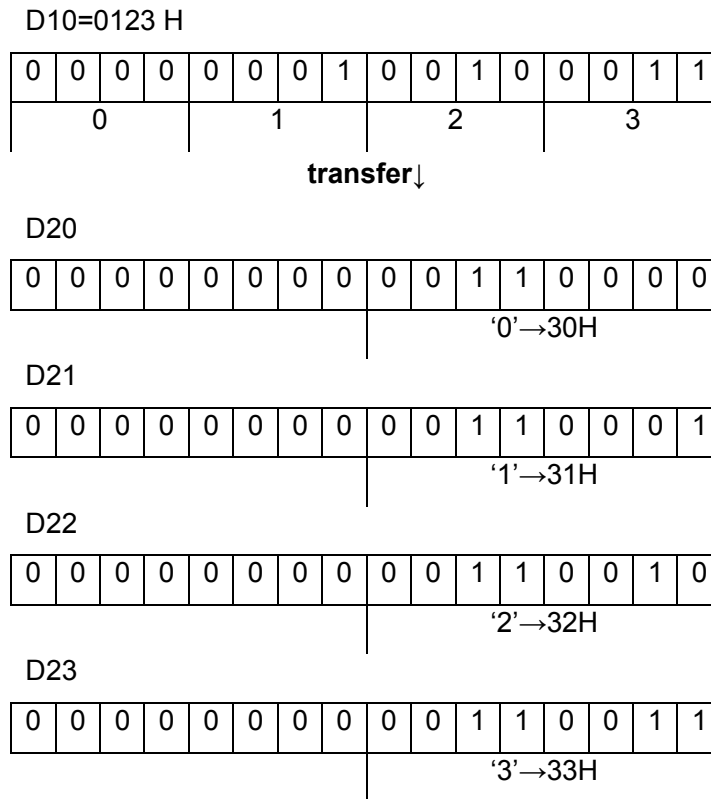 D10=0123 H
0 0 0 0 0 0 0 1 0 0 1 0 0 0 1 1
0 1 2 3
transfer↓
D20
0 0 0 0 0 0 0 0 0 0 1 1 0 0 0 0
‘0’→30H
D21
0 0 0 0 0 0 0 0 0 0 1 1 0 0 0 1
‘1’→31H
D22
0 0 0 0 0 0 0 0 0 0 1 1 0 0 1 0
‘2’→32H
D23
0 0 0 0 0 0 0 0 0 0 1 1 0 0 1 1
‘3’→33H